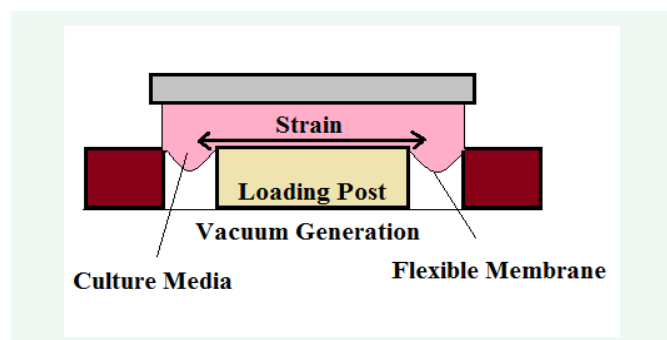 Strain
Loading Post
Vacuum Generation
Flexible Membrane
Culture Media